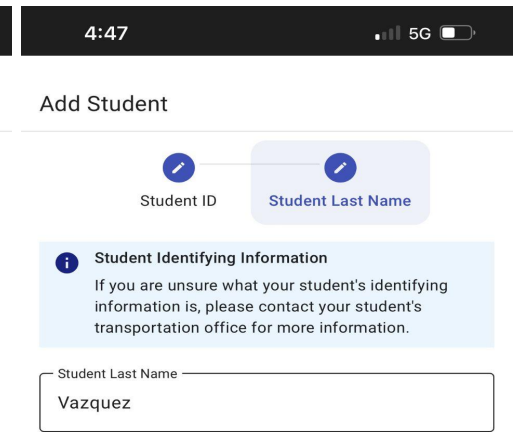 4:47 5G
Add Student
Student ID Student Last Name
Student Identifying Information
If you are unsure what your student's identifying
information is, please contact your student's
transportation office for more information.
Student Last Name
Vazquez